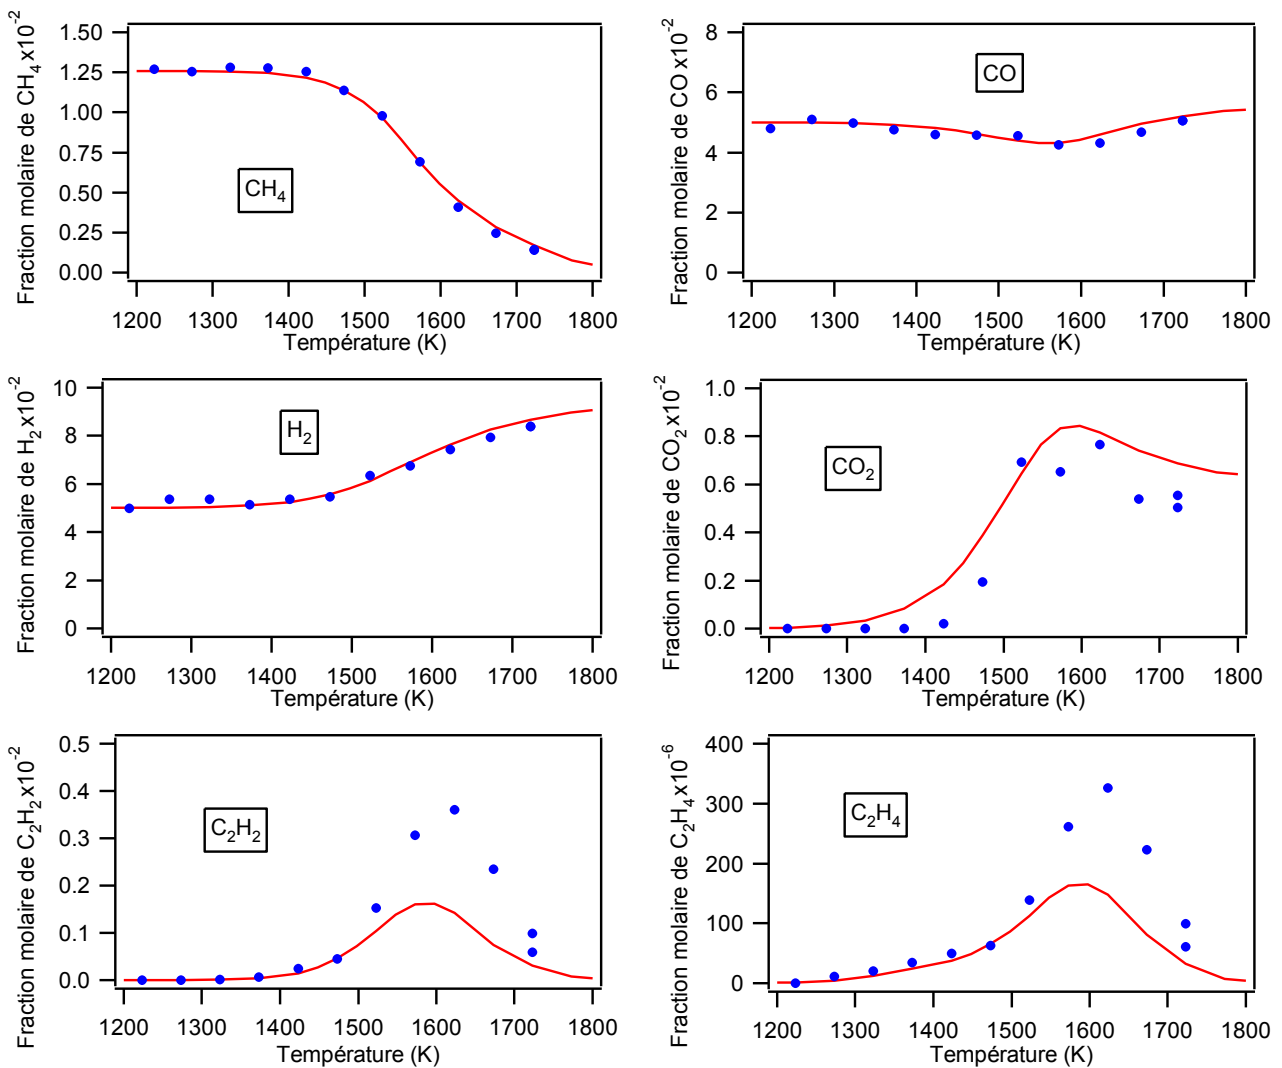 Fraction molaire de CH4 x10-2
1.50
1.25
1.00
0.75
0.50
0.25
0.00
CH4
1200 1300 1400 1500 1600 1700 1800
Température (K)
Fraction molaire de CO x10-2
8
6
4
2
0
CO
1200 1300 1400 1500 1600 1700 1800
Température (K)
Fraction molaire de H2 x10-2
10
8
6
4
2
0
H2
1200 1300 1400 1500 1600 1700 1800
Température (K)
Fraction molaire de CO2 x10-2
1.0
0.8
0.6
0.4
0.2
0.0
CO2
1200 1300 1400 1500 1600 1700 1800
Température (K)
Fraction molaire de C2H2 x10-2
0.5
0.4
0.3
0.2
0.1
0.0
C2H2
1200 1300 1400 1500 1600 1700 1800
Température (K)
Fraction molaire de C2H4 x10-6
400
300
200
100
0
C2H4
1200 1300 1400 1500 1600 1700 1800
Température (K)